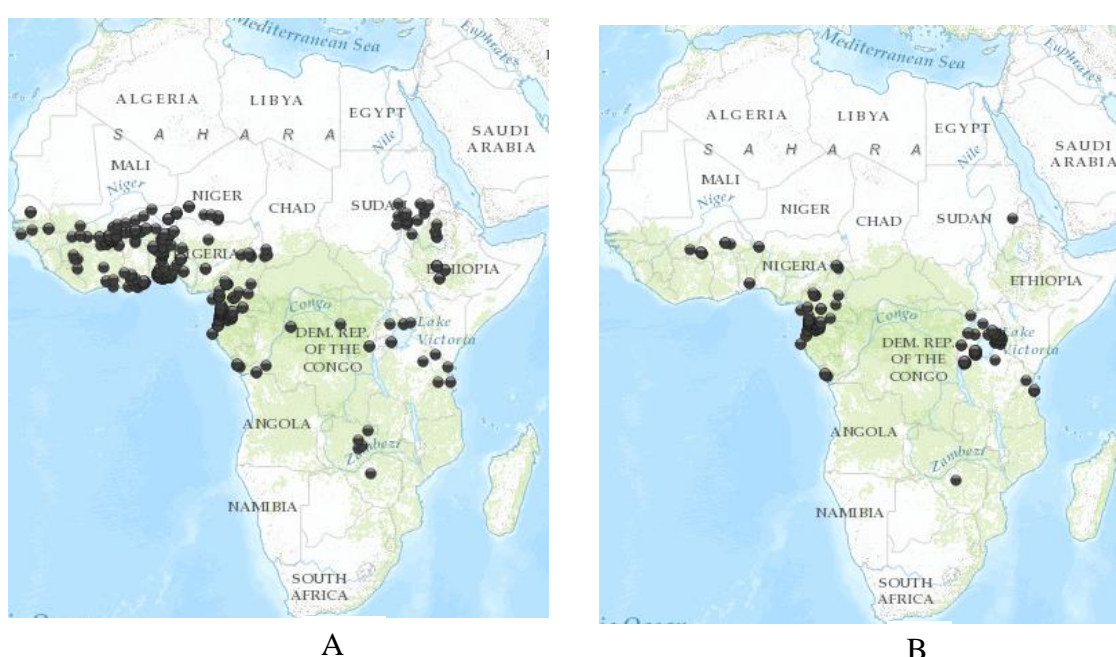 Mediterranean Sea
Euphrates
ALGERIA
LIBYA
EGYPT
SAHARA
Nile
SAUDI
ARABIA
MALI
Niger
NIGER
CHAD
SUDAN
NIGERIA
ETHIOPIA
Congo
DEM. REP.
OF THE
CONGO
Lake
Victoria
ANGOLA
Zambezi
NAMIBIA
SOUTH
AFRICA
A
Mediterranean Sea
Euphrates
ALGERIA
LIBYA
EGYPT
SAHARA
Nile
SAUDI
ARABIA
MALI
Niger
NIGER
CHAD
SUDAN
NIGERIA
ETHIOPIA
Congo
DEM. REP.
OF THE
CONGO
Lake
Victoria
ANGOLA
Zambezi
NAMIBIA
SOUTH
AFRICA
B